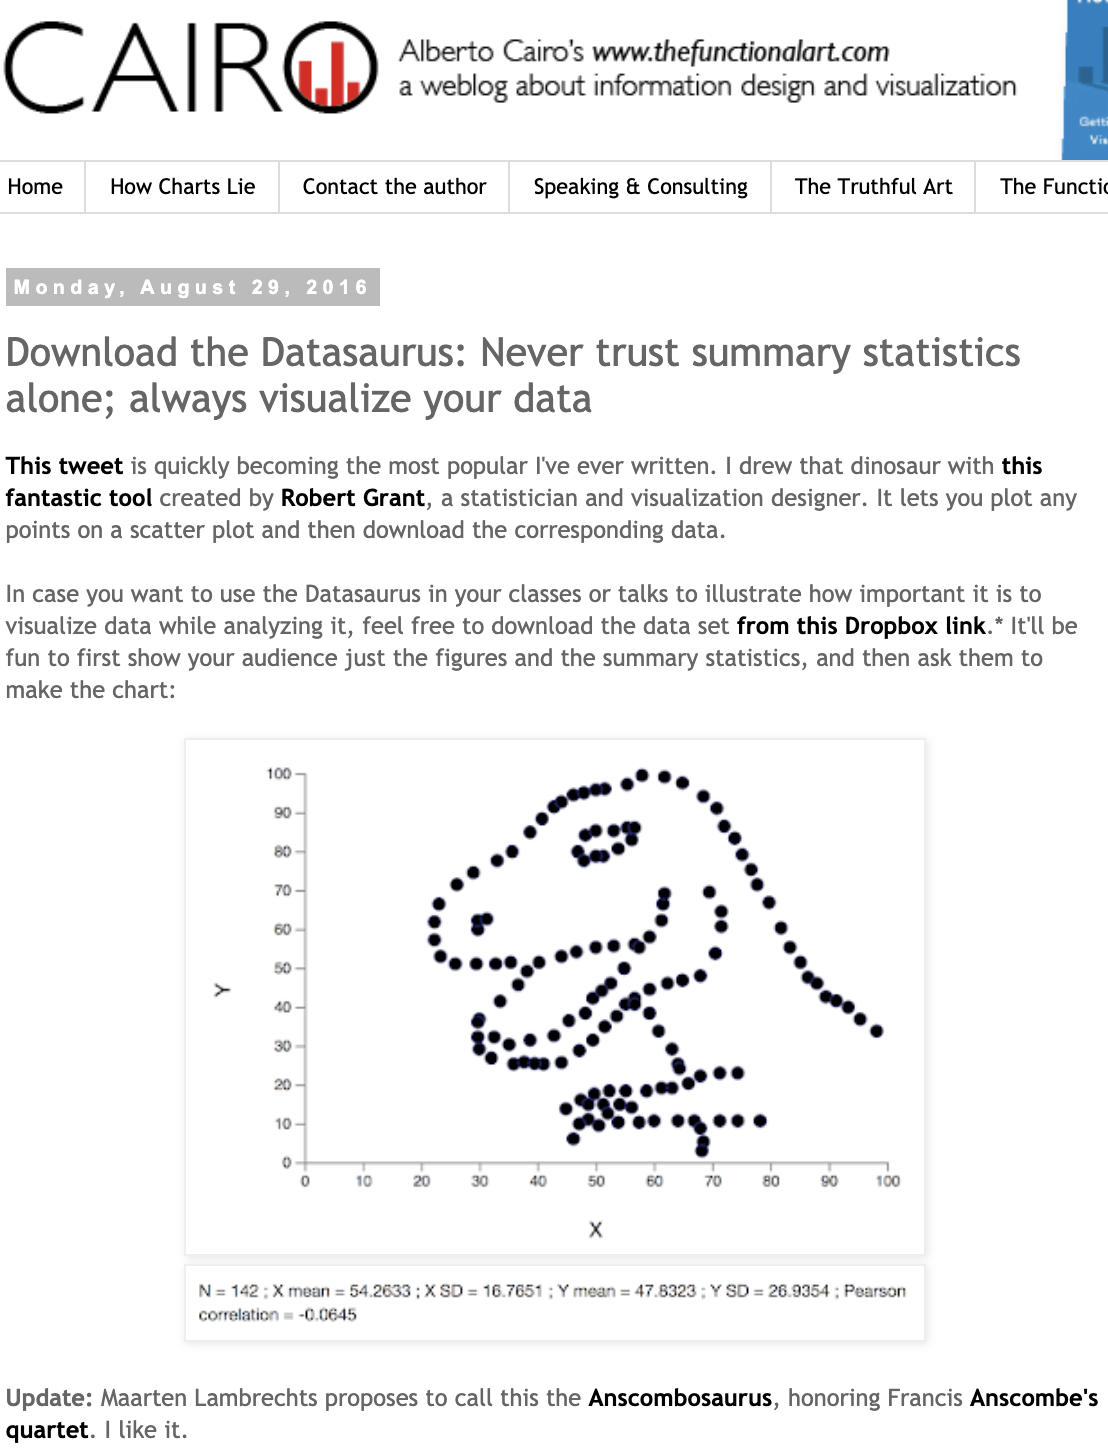 CAIRO
Alberto Cairo's www.thefunctionalart.com
a weblog about information design and visualization
Home
How Charts Lie
Contact the author
Speaking & Consulting
The Truthful Art
Monday, August 29, 2016
Download the Datasaurus: Never trust summary statistics
alone; always visualize your data
This tweet is quickly becoming the most popular I've ever written. I drew that dinosaur with this
fantastic tool created by Robert Grant, a statistician and visualization designer. It lets you plot any
points on a scatter plot and then download the corresponding data.
In case you want to use the Datasaurus in your classes or talks to illustrate how important it is to
visualize data while analyzing it, feel free to download the data set from this Dropbox link.* It'll be
fun to first show your audience just the figures and the summary statistics, and then ask them to
make the chart:
100
90
80
70
60
50
40
30
20
10
0
Y
0 10 20 30 40 50 60 70 80 90 100
X
N = 142 ; X mean = 54.2633 ; X SD = 16.7651 ; Y mean = 47.8323 ; Y SD = 26.9354 ; Pearson
correlation = -0.0645
Update: Maarten Lambrechts proposes to call this the Anscombosaurus, honoring Francis Anscombe's
quartet. I like it.